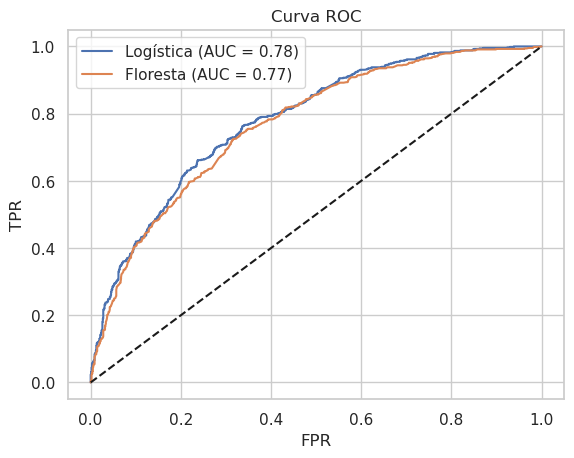 Curva ROC
Logística (AUC = 0.78)
Floresta (AUC = 0.77)
TPR
1.0
0.8
0.6
0.4
0.2
0.0
0.0 0.2 0.4 0.6 0.8 1.0
FPR